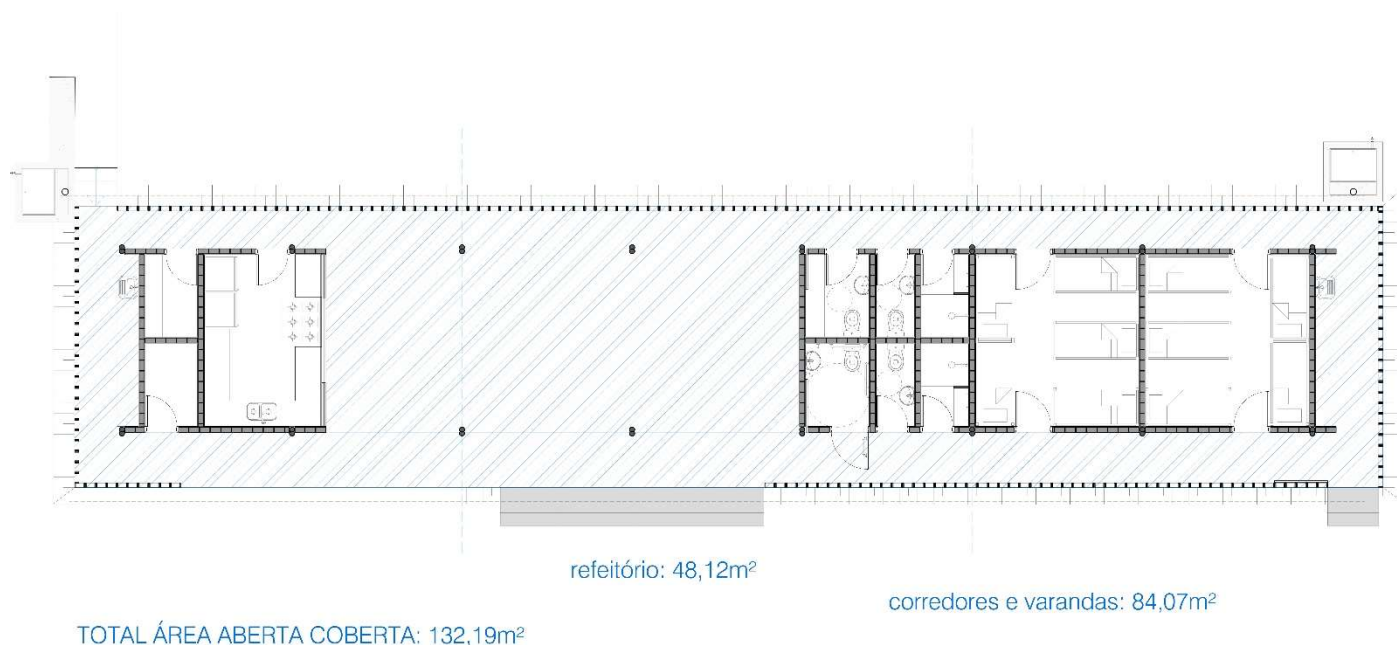 refeitório: 48,12m²
corredores e varandas: 84,07m²
TOTAL ÁREA ABERTA COBERTA: 132,19m²